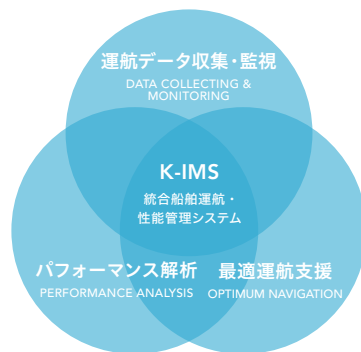 運航データ収集・監視
DATA COLLECTING &
MONITORING
K-IMS
統合船舶運航・
性能管理システム
パフォーマンス解析
PERFORMANCE ANALYSIS
最適運航支援
OPTIMUM NAVIGATION